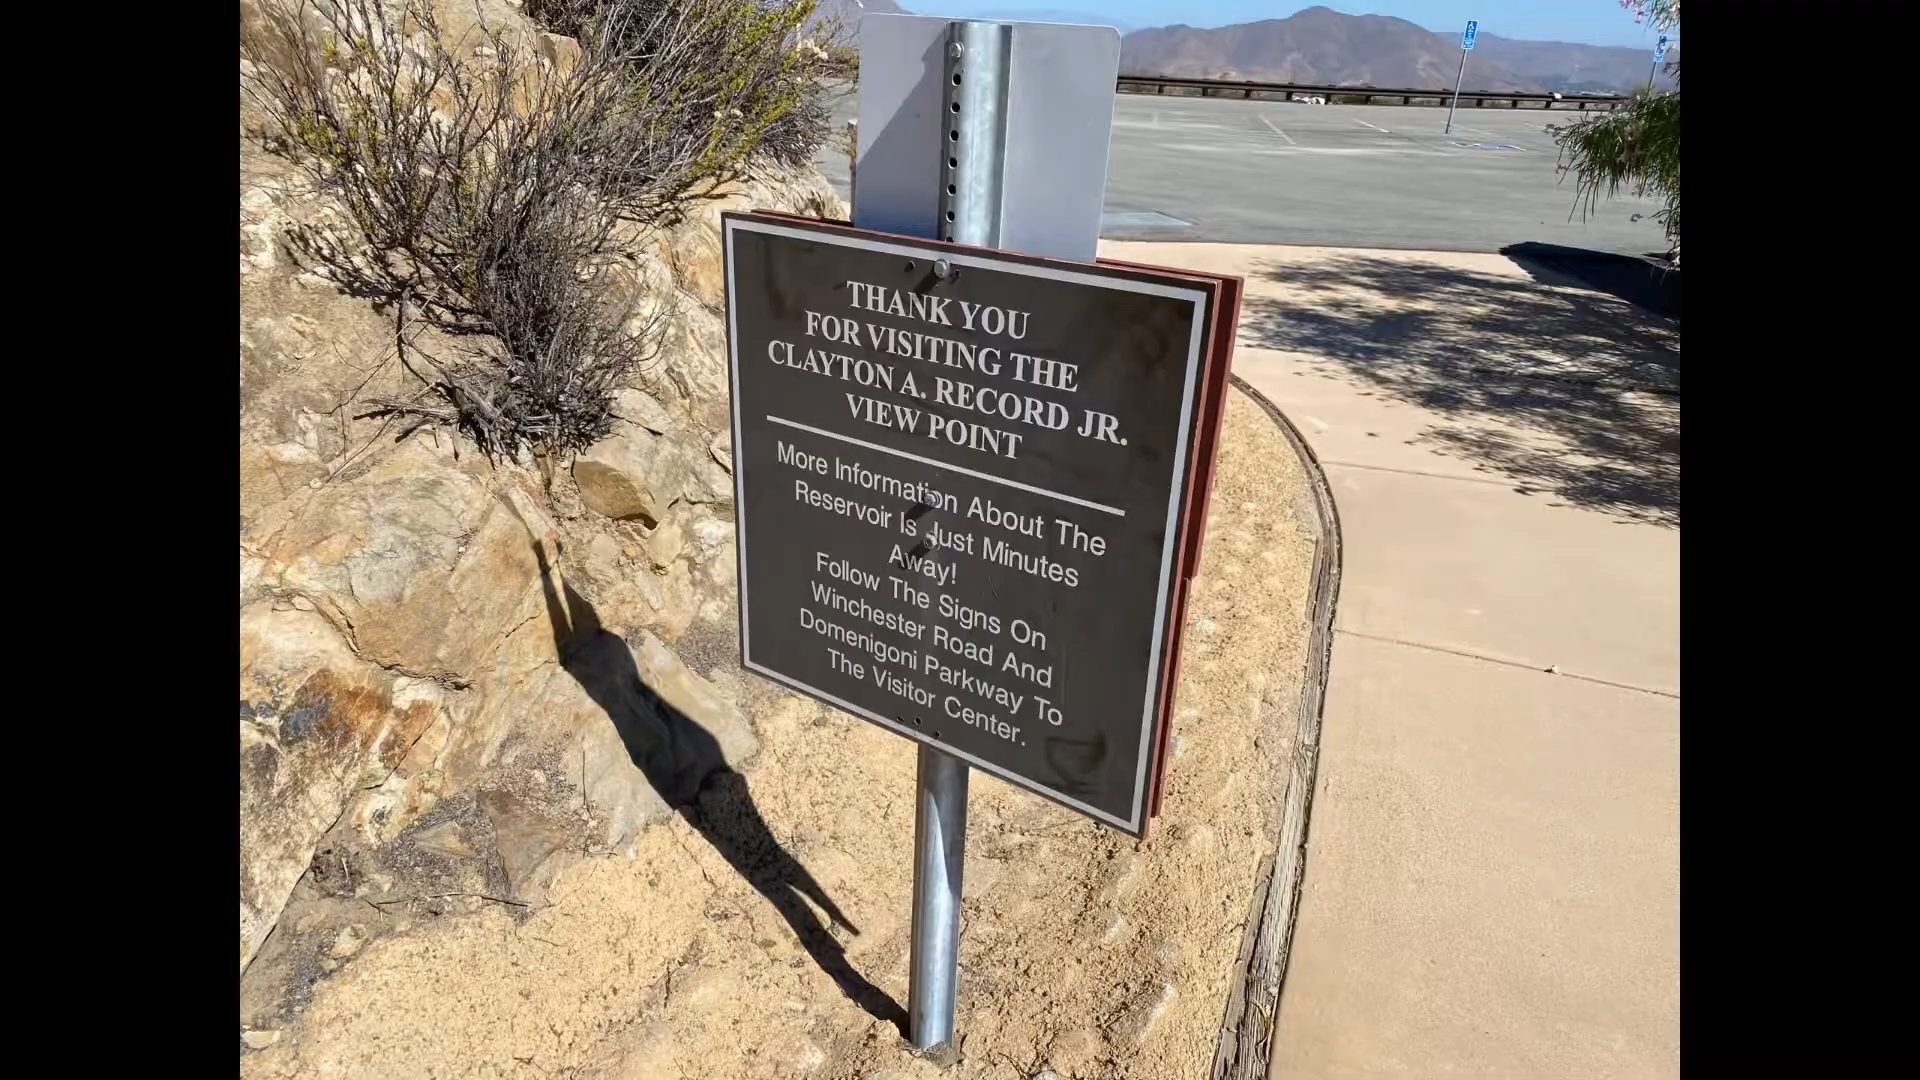 THANK YOU
FOR VISITING THE
CLAYTON A. RECORD JR.
VIEW POINT
More Information About The
Reservoir Is Just Minutes
Away!
Follow The Signs On
Winchester Road And
Domenigoni Parkway To
The Visitor Center.